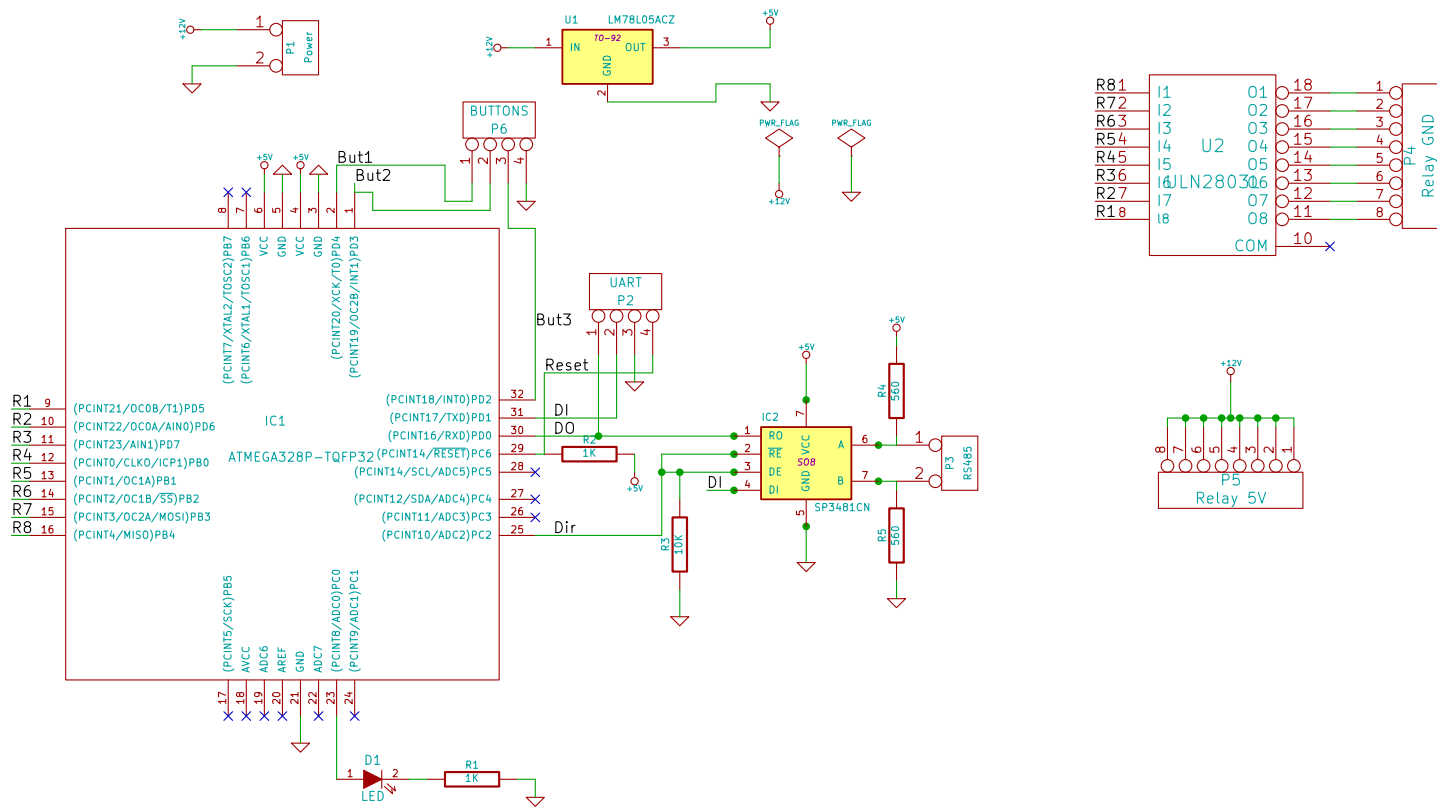 +12V
1
2
P1
Power
U1
LM78L05ACZ
TO-92
+12V
1
IN
OUT
3
GND
2
+5V
PWR_FLAG
PWR_FLAG
+12V
BUTTONS
P6
1
2
3
4
But1
But2
But3
+5V
+5V
8
7
6
5
4
3
2
1
(PCINT7/XTAL2/TOSC2)PB7
(PCINT6/XTAL1/TOSC1)PB6
VCC
GND
VCC
GND
(PCINT20/XCK/T0)PD4
(PCINT19/OC2B/INT1)PD3
IC1
ATMEGA328P-TQFP32
R1 9 (PCINT21/OC0B/T1)PD5
R2 10 (PCINT22/OC0A/AIN0)PD6
R3 11 (PCINT23/AIN1)PD7
R4 12 (PCINT0/CLKO/ICP1)PB0
R5 13 (PCINT1/OC1A)PB1
R6 14 (PCINT2/OC1B/SS)PB2
R7 15 (PCINT3/OC2A/MOSI)PB3
R8 16 (PCINT4/MISO)PB4
(PCINT18/INT0)PD2 32
(PCINT17/TXD)PD1 31 DI
(PCINT16/RXD)PD0 30 DO
(PCINT14/RESET)PC6 29
(PCINT14/SCL/ADC5)PC5 28
(PCINT12/SDA/ADC4)PC4 27
(PCINT11/ADC3)PC3 26
(PCINT10/ADC2)PC2 25 Dir
(PCINT5/SCK)PB5
AVCC
ADC6
AREF
GND
ADC7
(PCINT8/ADC0)PC0
(PCINT9/ADC1)PC1
17
18
19
20
21
22
23
24
D1
1
2
LED
R1
1K
UART
P2
1
2
3
4
Reset
R2
1K
+5V
R3
10K
DI
+5V
IC2
7
VCC
SO8
GND
5
1 RO
2 RE
3 DE
4 DI
A 6
B 7
SP3481CN
+5V
R4
560
R5
560
1
2
P3
RS485
U2
ULN2803L
R8 1 I1
R7 2 I2
R6 3 I3
R5 4 I4
R4 5 I5
R3 6 I6
R2 7 I7
R1 8 I8
O1 18 1
O2 17 2
O3 16 3
O4 15 4
O5 14 5
O6 13 6
O7 12 7
O8 11 8
COM 10
P4
Relay GND
+12V
8
7
6
5
4
3
2
1
P5
Relay 5V